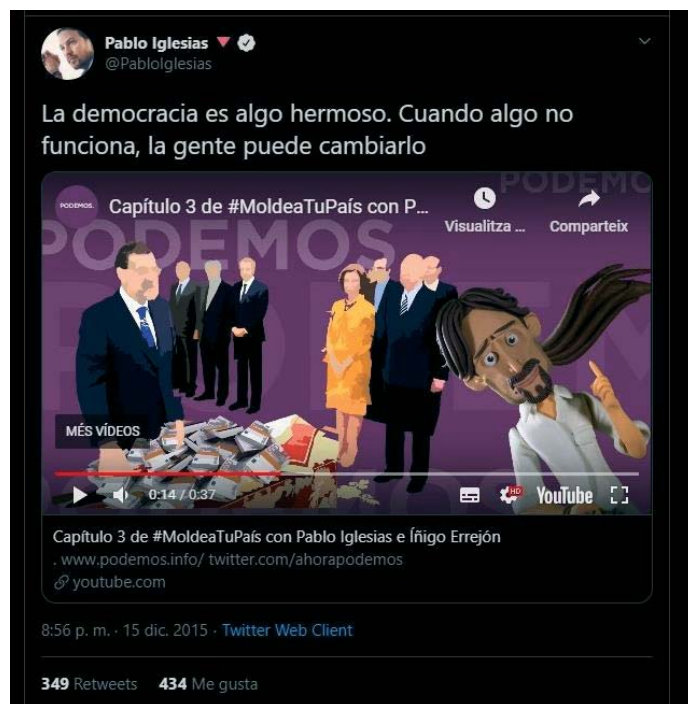 Pablo Iglesias
@PabloIglesias
La democracia es algo hermoso. Cuando algo no
funciona, la gente puede cambiarlo
PODEMOS.
Capítulo 3 de #MoldeaTuPaís con P...
Visualitza ...
Comparteix
PODEMO
PODEMOS
PODEM
MÉS VÍDEOS
0:14 / 0:37
HD
YouTube
Capítulo 3 de #MoldeaTuPaís con Pablo Iglesias e Íñigo Errejón
. www.podemos.info/ twitter.com/ahorapodemos
youtube.com
8:56 p. m. · 15 dic. 2015 · Twitter Web Client
349 Retweets 434 Me gusta